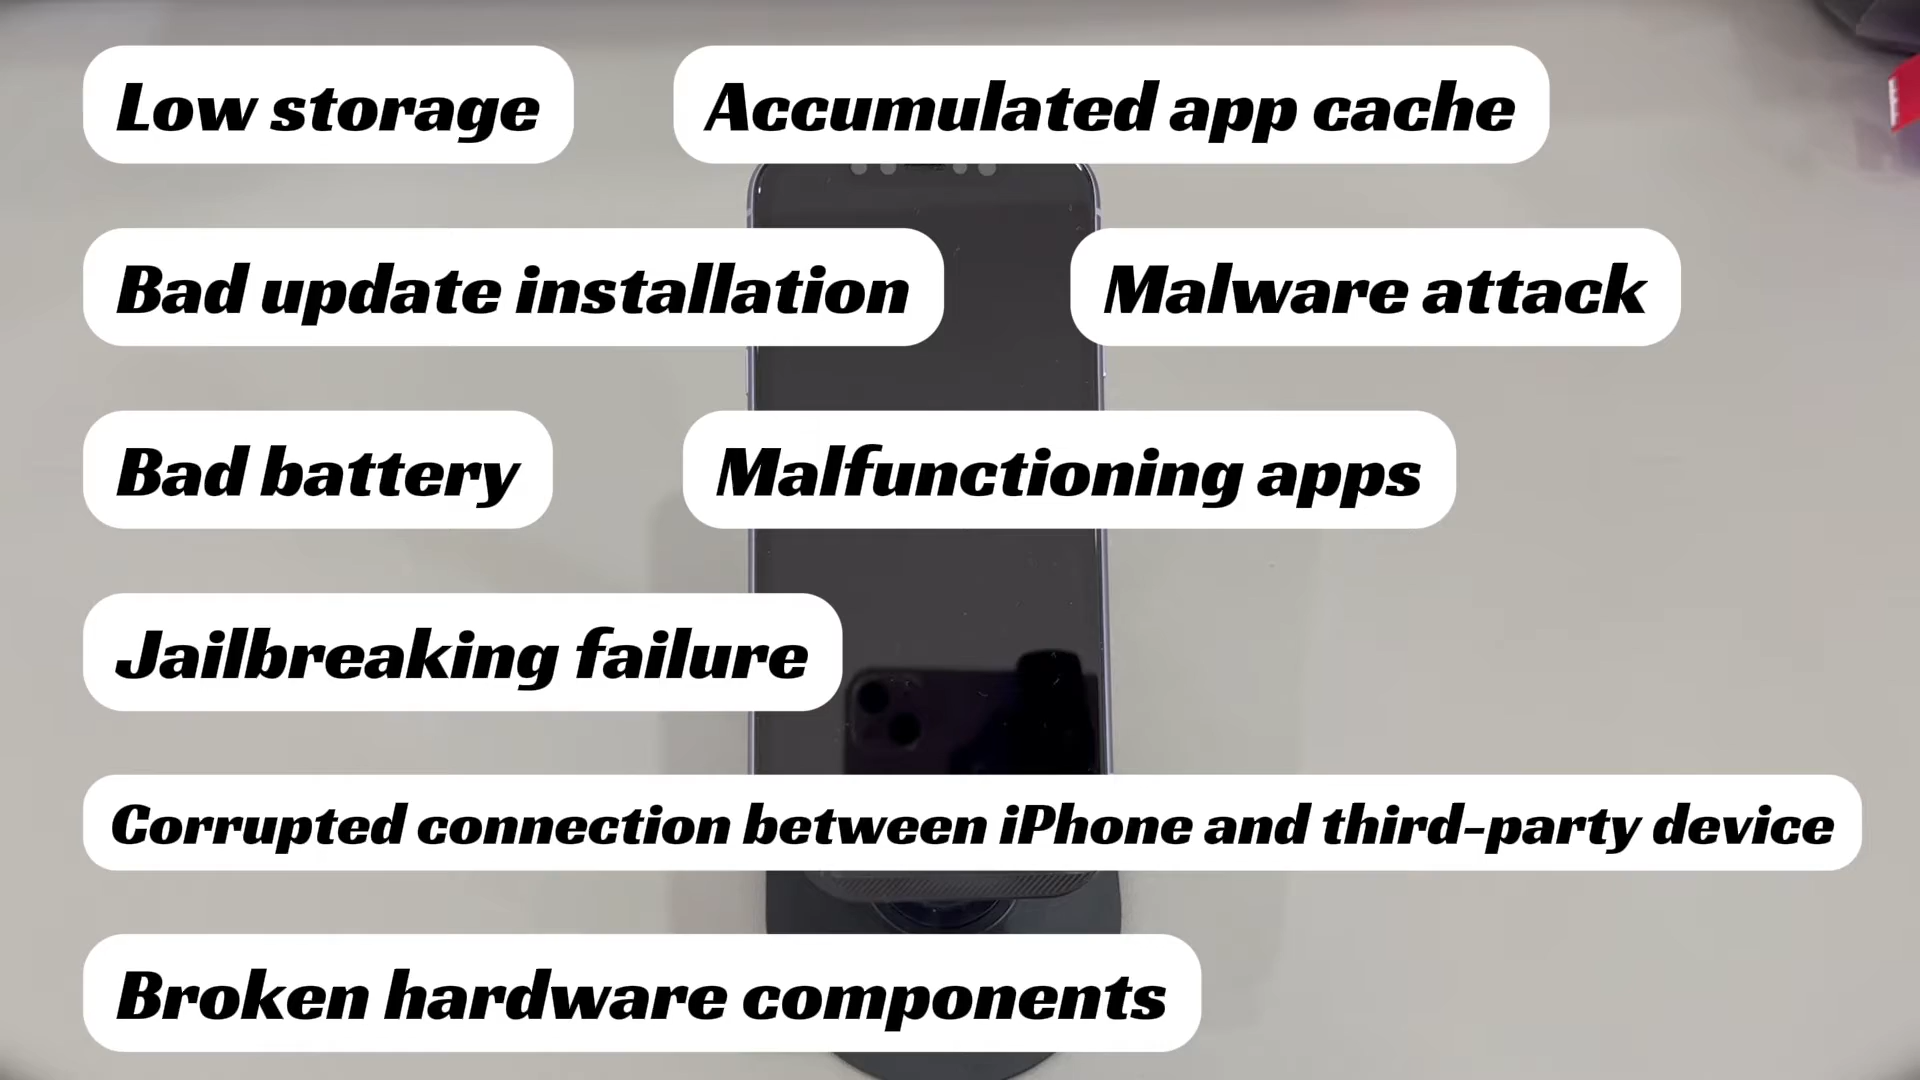 Low storage
Accumulated app cache
Bad update installation
Malware attack
Bad battery
Malfunctioning apps
Jailbreaking failure
Corrupted connection between iPhone and third-party device
Broken hardware components